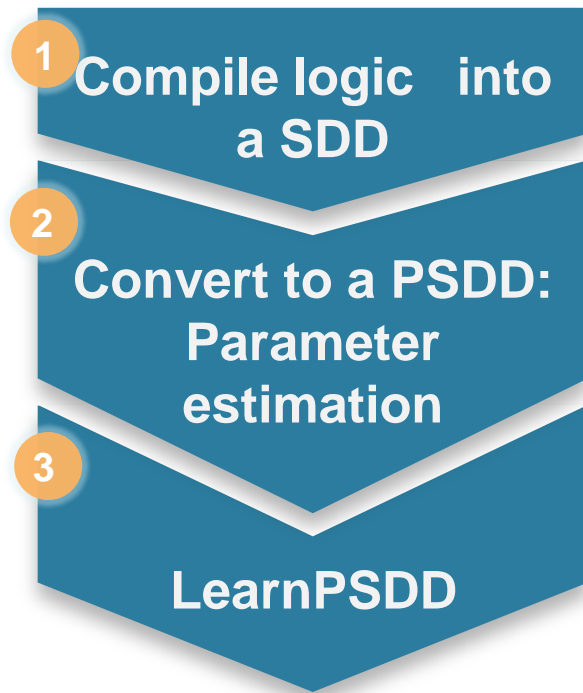 1
Compile logic into
a SDD
2
Convert to a PSDD:
Parameter
estimation
3
LearnPSDD